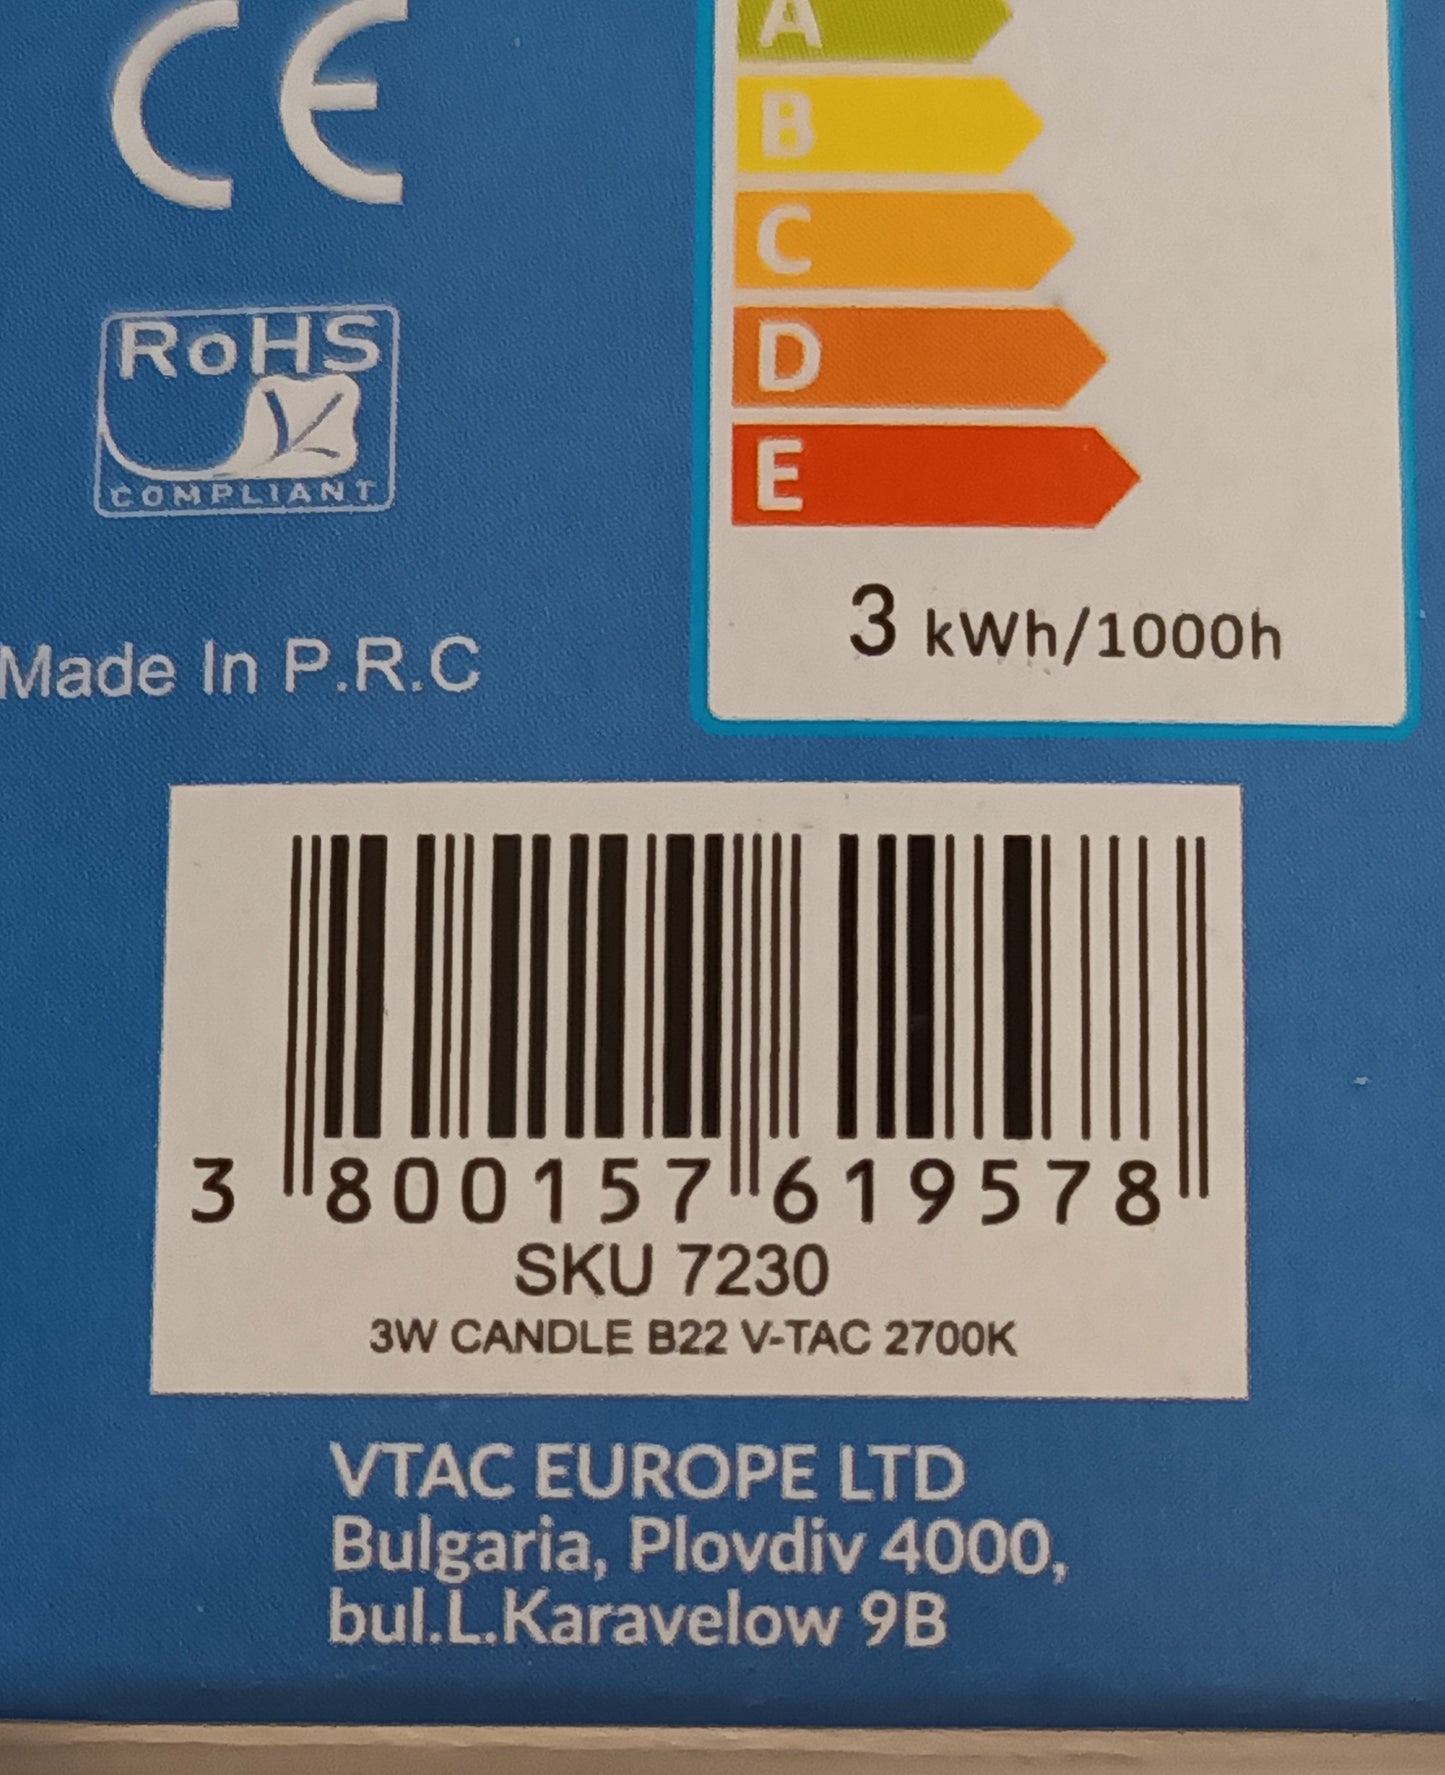 CE
A
B
C
D
E
RoHS
COMPLIANT
3 kWh/1000h
Made In P.R.C
3 800157 619578
SKU 7230
3W CANDLE B22 V-TAC 2700K
VTAC EUROPE LTD
Bulgaria, Plovdiv 4000,
bul.L.Karavelow 9B